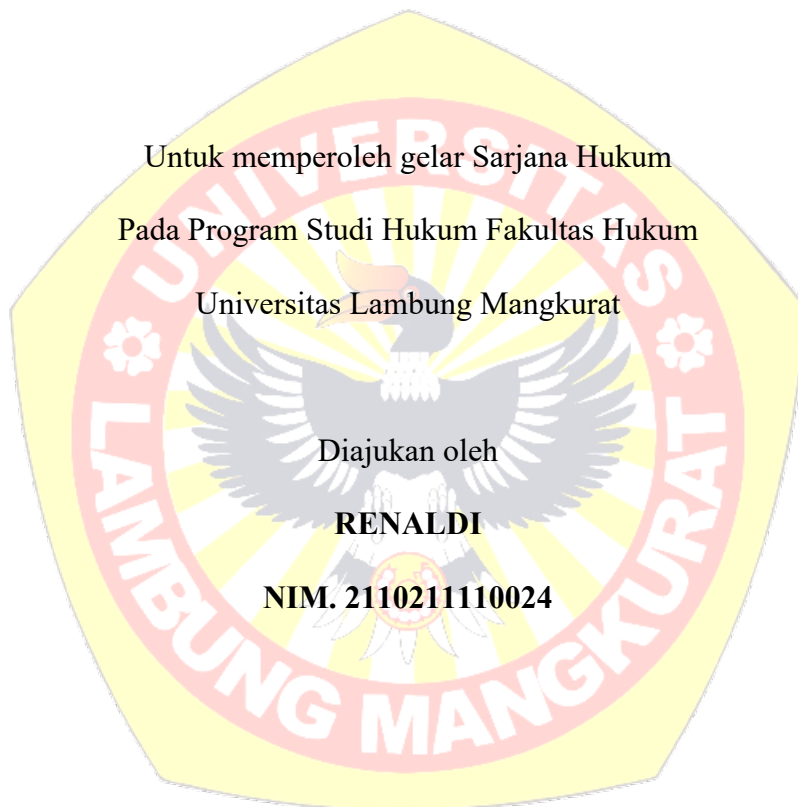 Untuk memperoleh gelar Sarjana Hukum
Pada Program Studi Hukum Fakultas Hukum
Universitas Lambung Mangkurat
Diajukan oleh
RENALDI
NIM. 2110211110024
UNIVERSITAS
LAMBUNG MANGKURAT